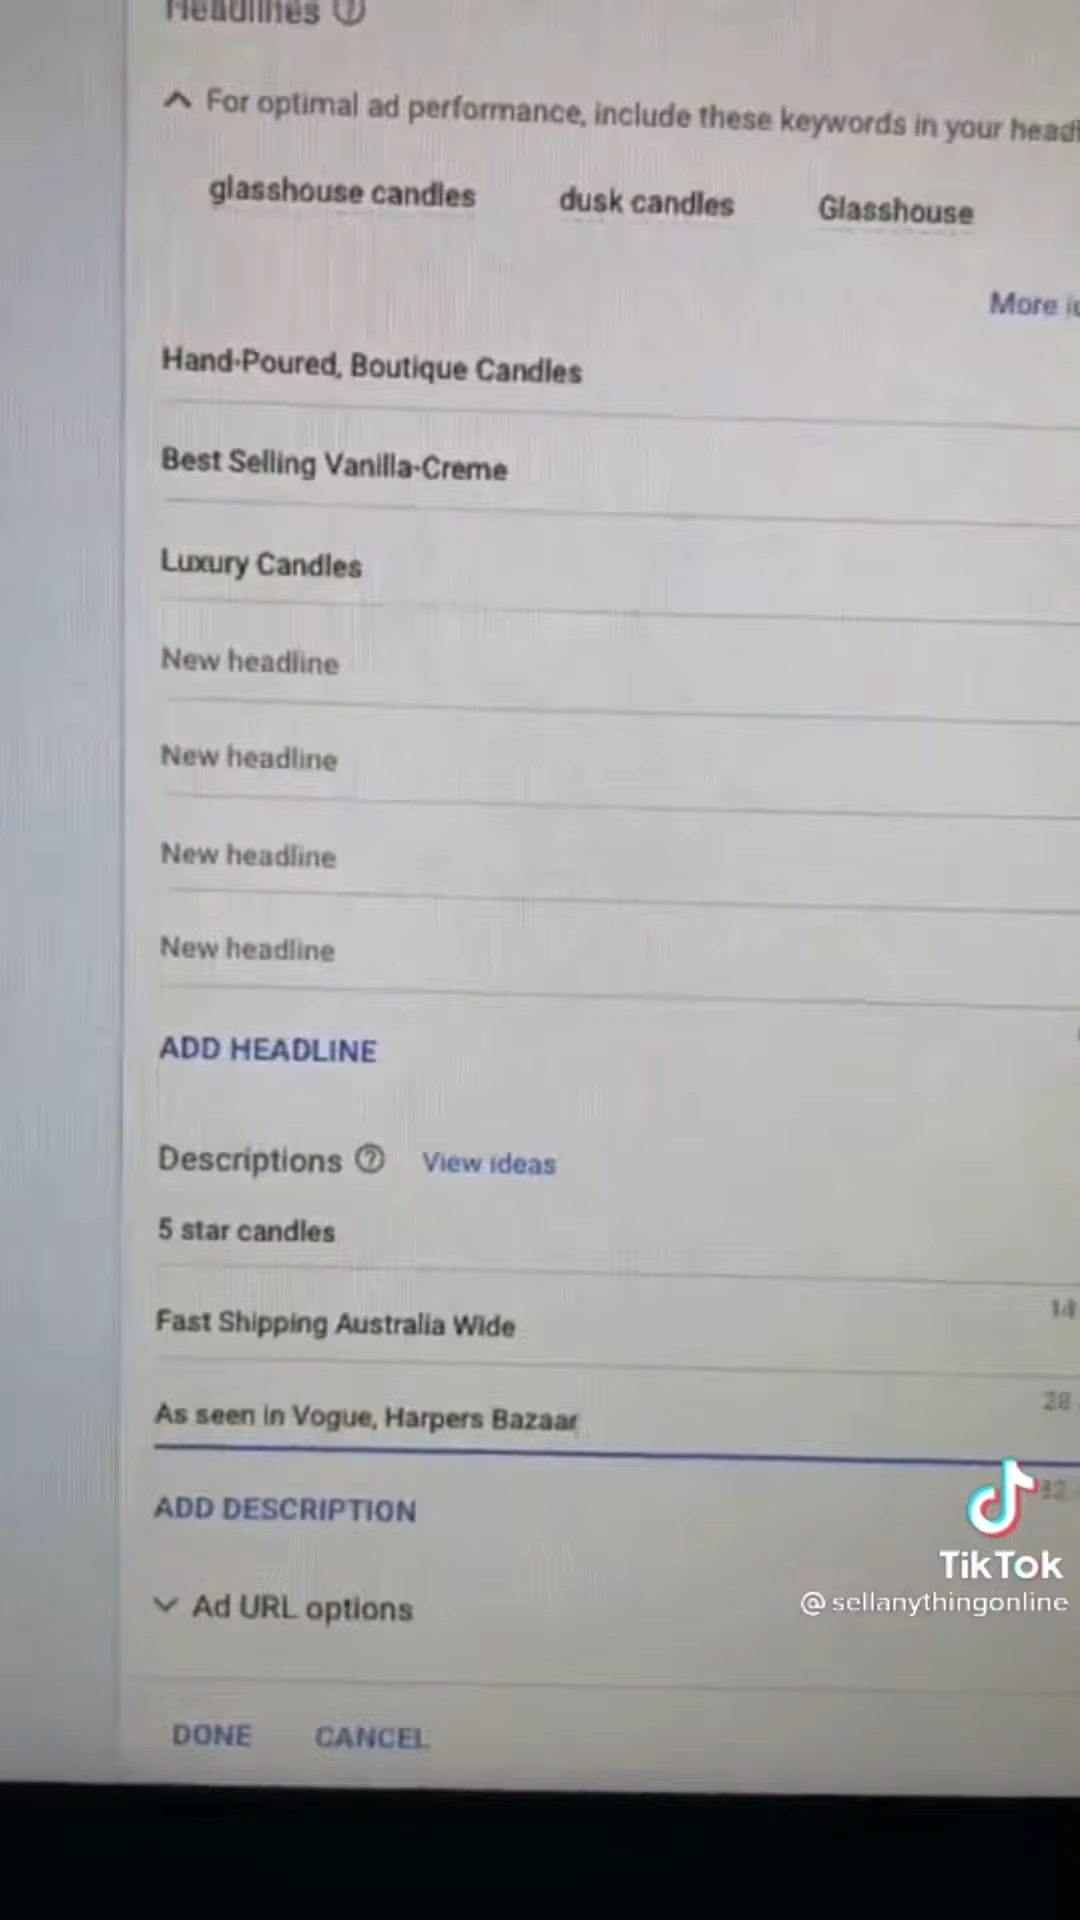 Headlines
For optimal ad performance, include these keywords in your
glasshouse candles dusk candles Glasshouse
More
Hand-Poured, Boutique Candles
Best Selling Vanilla-Creme
Luxury Candles
New headline
New headline
New headline
New headline
ADD HEADLINE
Descriptions ? View ideas
5 star candles
14
Fast Shipping Australia Wide
28
As seen in Vogue, Harpers Bazaar
32
ADD DESCRIPTION
TikTok
@sellanythingonline
Ad URL options
DONE CANCEL